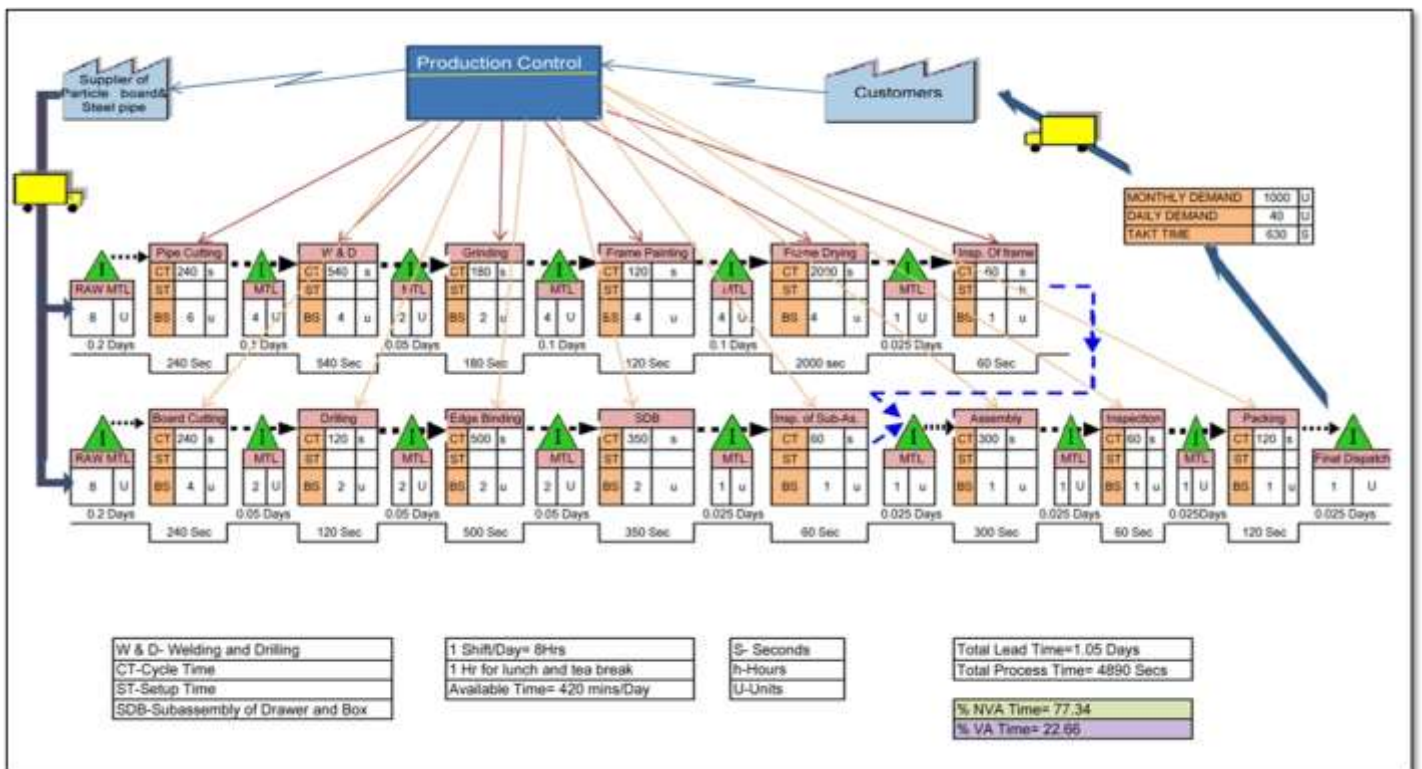 Production Control
Supplier of
Particle board&
Steel pipe
Customers
MONTHLY DEMAND 1000 U
DAILY DEMAND 40 U
TAKT TIME 630 S
Pipe Cutting
CT 240 s
ST
BS 6 u
W & D
CT 540 s
ST
BS 4 u
Grinding
CT 180 s
ST
BS 2 u
Frame Painting
CT 120 s
ST
BS 4 u
Frame Drying
CT 2000 s
ST
BS 4 u
Insp. Of frame
CT 60 s
ST h
BS 1 u
I
RAW MTL
8 U
I
MTL
4 U
I
MTL
2 U
I
MTL
4 U
I
MTL
4 U
I
MTL
1 U
0.2 Days 0.1 Days 0.05 Days 0.1 Days 0.1 Days 0.025 Days
240 Sec 540 Sec 180 Sec 120 Sec 2000 sec 60 Sec
Board Cutting
CT 240 s
ST
BS 4 u
Drilling
CT 120 s
ST
BS 2 u
Edge Binding
CT 500 s
ST
BS 2 u
SDB
CT 350 s
ST
BS 2 u
Insp. of Sub-As.
CT 60 s
ST
BS 1 u
Assembly
CT 300 s
ST
BS 1 u
Inspection
CT 60 s
ST
BS 1 u
Packing
CT 120 s
ST
BS 1 u
I
RAW MTL
8 U
I
MTL
2 U
I
MTL
2 U
I
MTL
2 U
I
MTL
1 u
I
MTL
1 u
I
MTL
1 U
I
MTL
1 U
I
Final Dispatch
1 U
0.2 Days 0.05 Days 0.05 Days 0.05 Days 0.025 Days 0.025 Days 0.025 Days 0.025Days 0.025 Days
240 Sec 120 Sec 500 Sec 350 Sec 60 Sec 300 Sec 60 Sec 120 Sec
W & D- Welding and Drilling
CT-Cycle Time
ST-Setup Time
SDB-Subassembly of Drawer and Box
1 Shift/Day= 8Hrs
1 Hr for lunch and tea break
Available Time= 420 mins/Day
S- Seconds
h-Hours
U-Units
Total Lead Time=1.05 Days
Total Process Time= 4890 Secs
% NVA Time= 77.34
% VA Time= 22.66